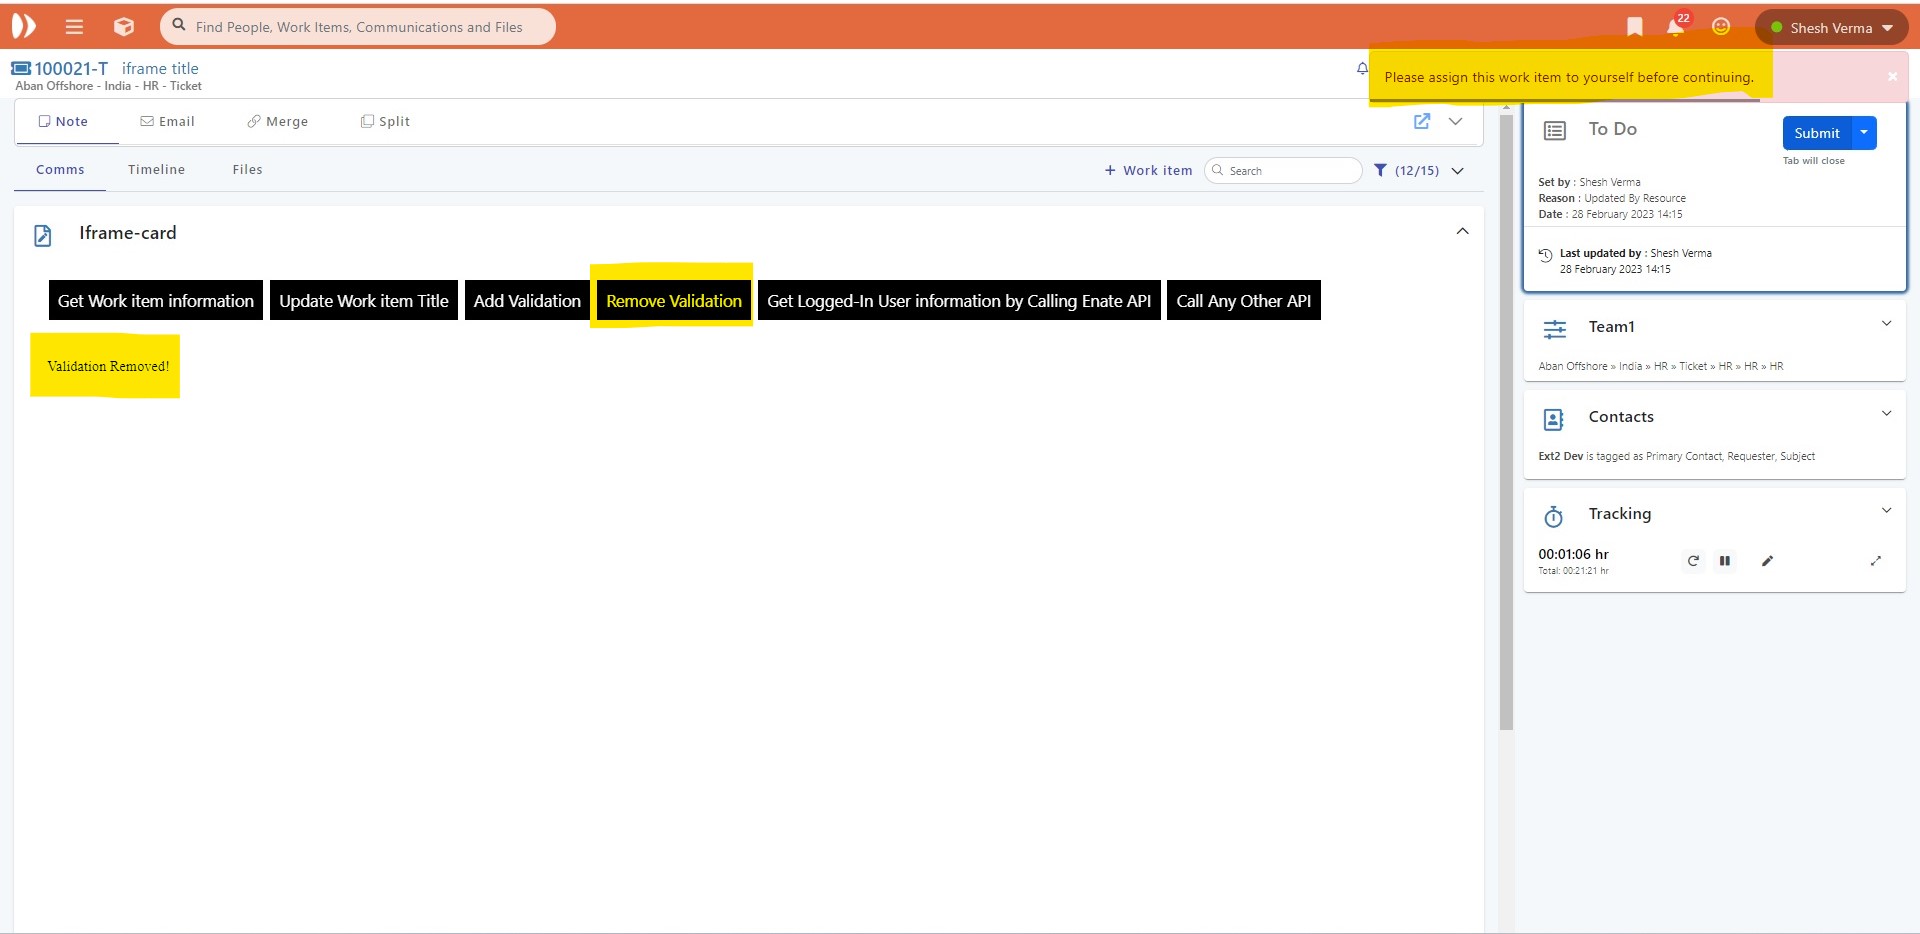 Find People, Work Items, Communications and Files
22
Shesh Verma
100021-T iframe title
Aban Offshore - India - HR - Ticket
Please assign this work item to yourself before continuing.
Note Email Merge Split
Comms Timeline Files
+ Work item Search (12/15)
Iframe-card
Get Work item information Update Work item Title Add Validation Remove Validation Get Logged-In User information by Calling Enate API Call Any Other API
Validation Removed!
To Do
Submit
Tab will close
Set by : Shesh Verma
Reason : Updated By Resource
Date : 28 February 2023 14:15
Last updated by : Shesh Verma
28 February 2023 14:15
Team1
Aban Offshore » India » HR » Ticket » HR » HR » HR
Contacts
Ext2 Dev is tagged as Primary Contact, Requester, Subject
Tracking
00:01:06 hr
Total: 00:21:21 hr